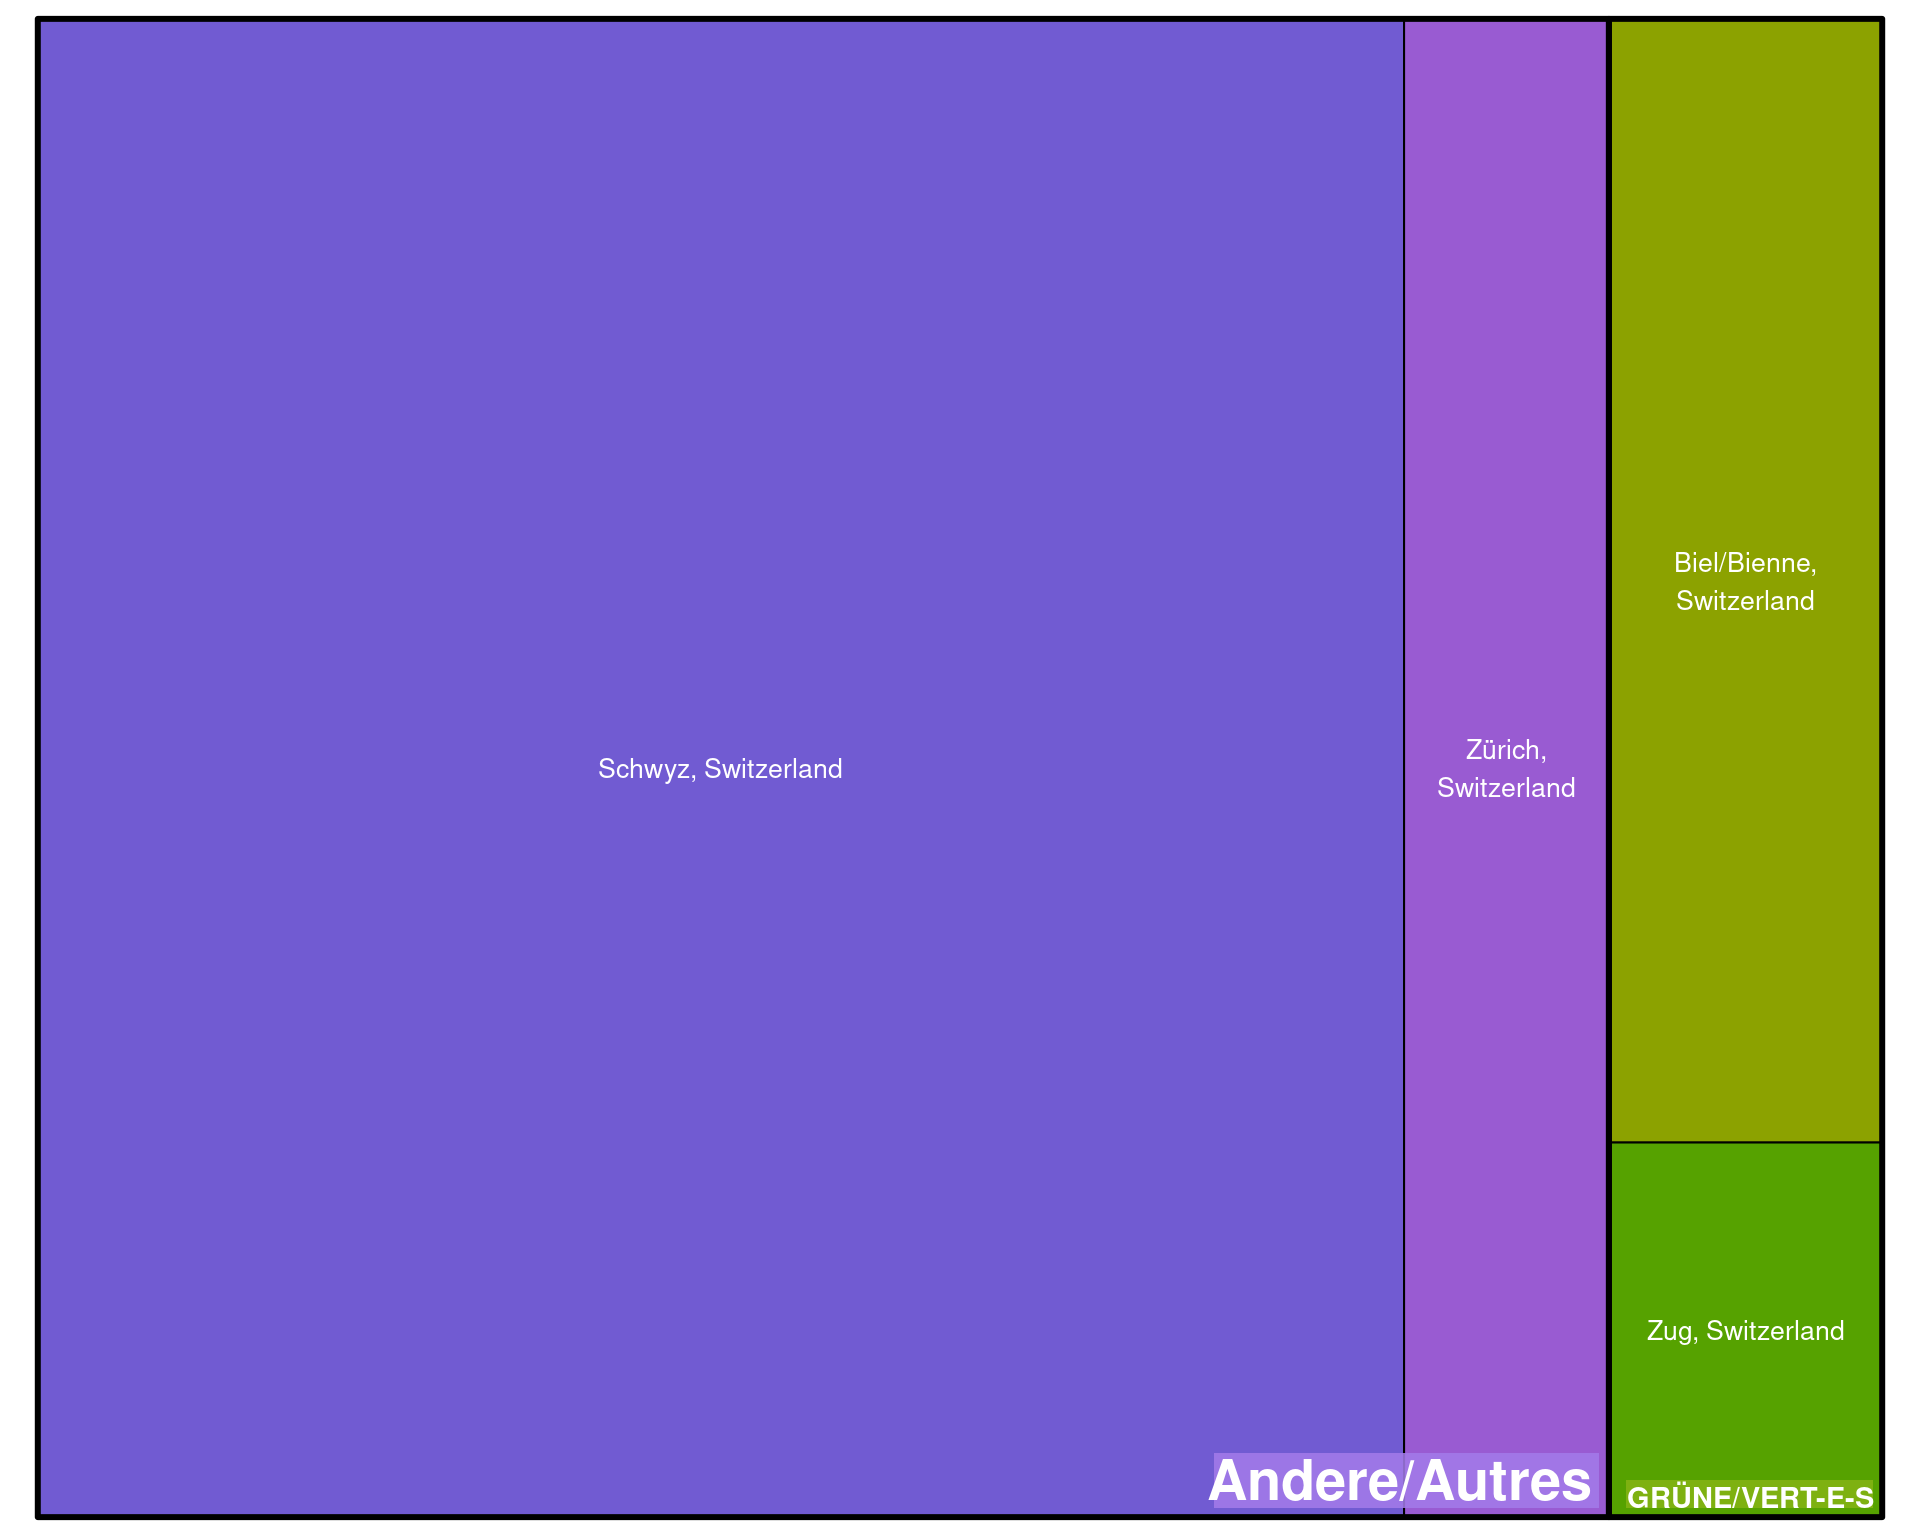 Schwyz, Switzerland
Zürich,
Switzerland
Andere/Autres
Biel/Bienne,
Switzerland
Zug, Switzerland
GRÜNE/VERT-E-S